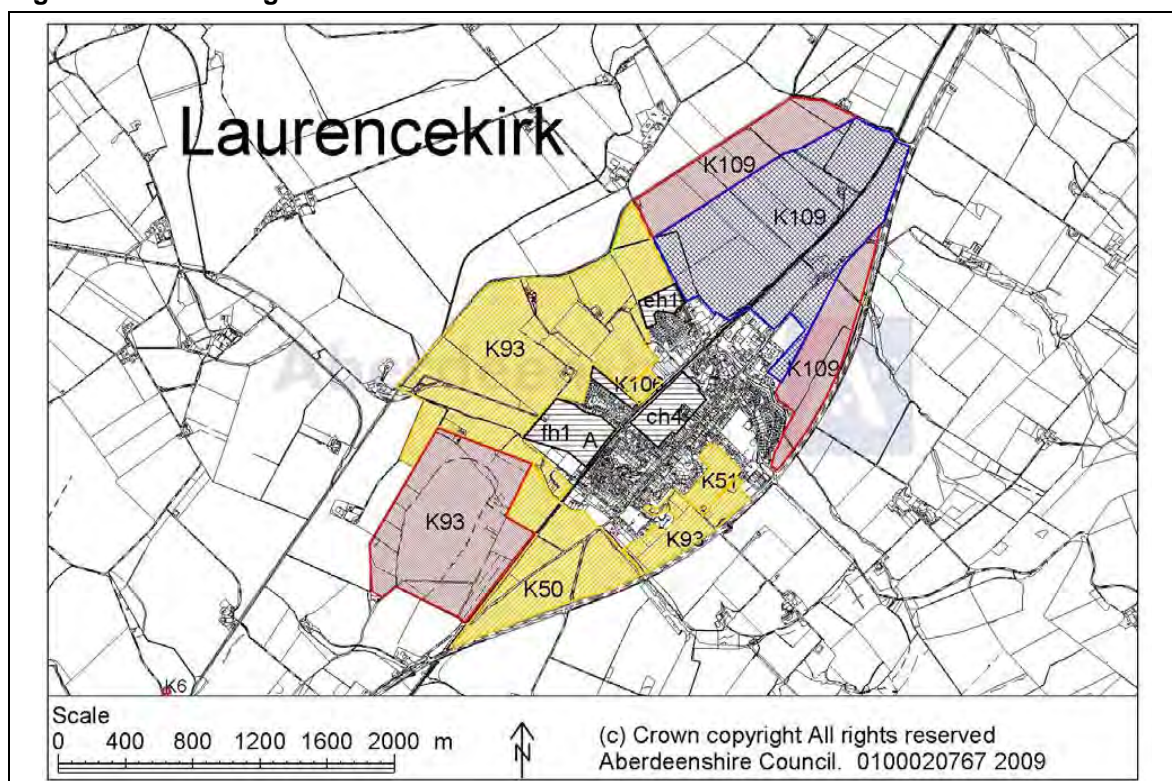 Laurencekirk
K109
K109
eh1
K93
K109
K106
ch4
fh1
A
K51
K93
K93
K50
K6
Scale
0 400 800 1200 1600 2000 m
N
(c) Crown copyright All rights reserved
Aberdeenshire Council. 0100020767 2009